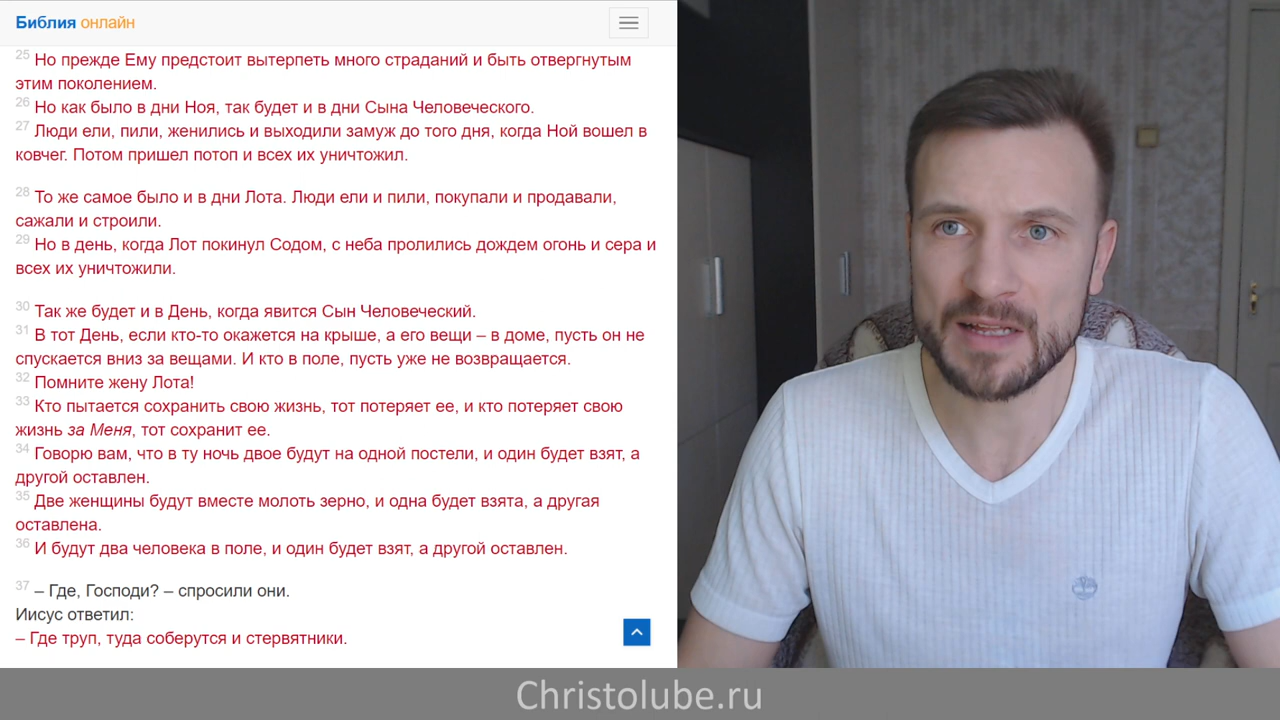 Библия онлайн
25 Но прежде Ему предстоит вытерпеть много страданий и быть отвергнутым
этим поколением.
26 Но как было в дни Ноя, так будет и в дни Сына Человеческого.
27 Люди ели, пили, женились и выходили замуж до того дня, когда Ной вошел в
ковчег. Потом пришел потоп и всех их уничтожил.
28 То же самое было и в дни Лота. Люди ели и пили, покупали и продавали,
сажали и строили.
29 Но в день, когда Лот покинул Содом, с неба пролились дождем огонь и сера и
всех их уничтожили.
30 Так же будет и в День, когда явится Сын Человеческий.
31 В тот День, если кто-то окажется на крыше, а его вещи – в доме, пусть он не
спускается вниз за вещами. И кто в поле, пусть уже не возвращается.
32 Помните жену Лота!
33 Кто пытается сохранить свою жизнь, тот потеряет ее, и кто потеряет свою
жизнь за Меня, тот сохранит ее.
34 Говорю вам, что в ту ночь двое будут на одной постели, и один будет взят, а
другой оставлен.
35 Две женщины будут вместе молоть зерно, и одна будет взята, а другая
оставлена.
36 И будут два человека в поле, и один будет взят, а другой оставлен.
37 – Где, Господи? – спросили они.
Иисус ответил:
– Где труп, туда соберутся и стервятники.
Christolube.ru